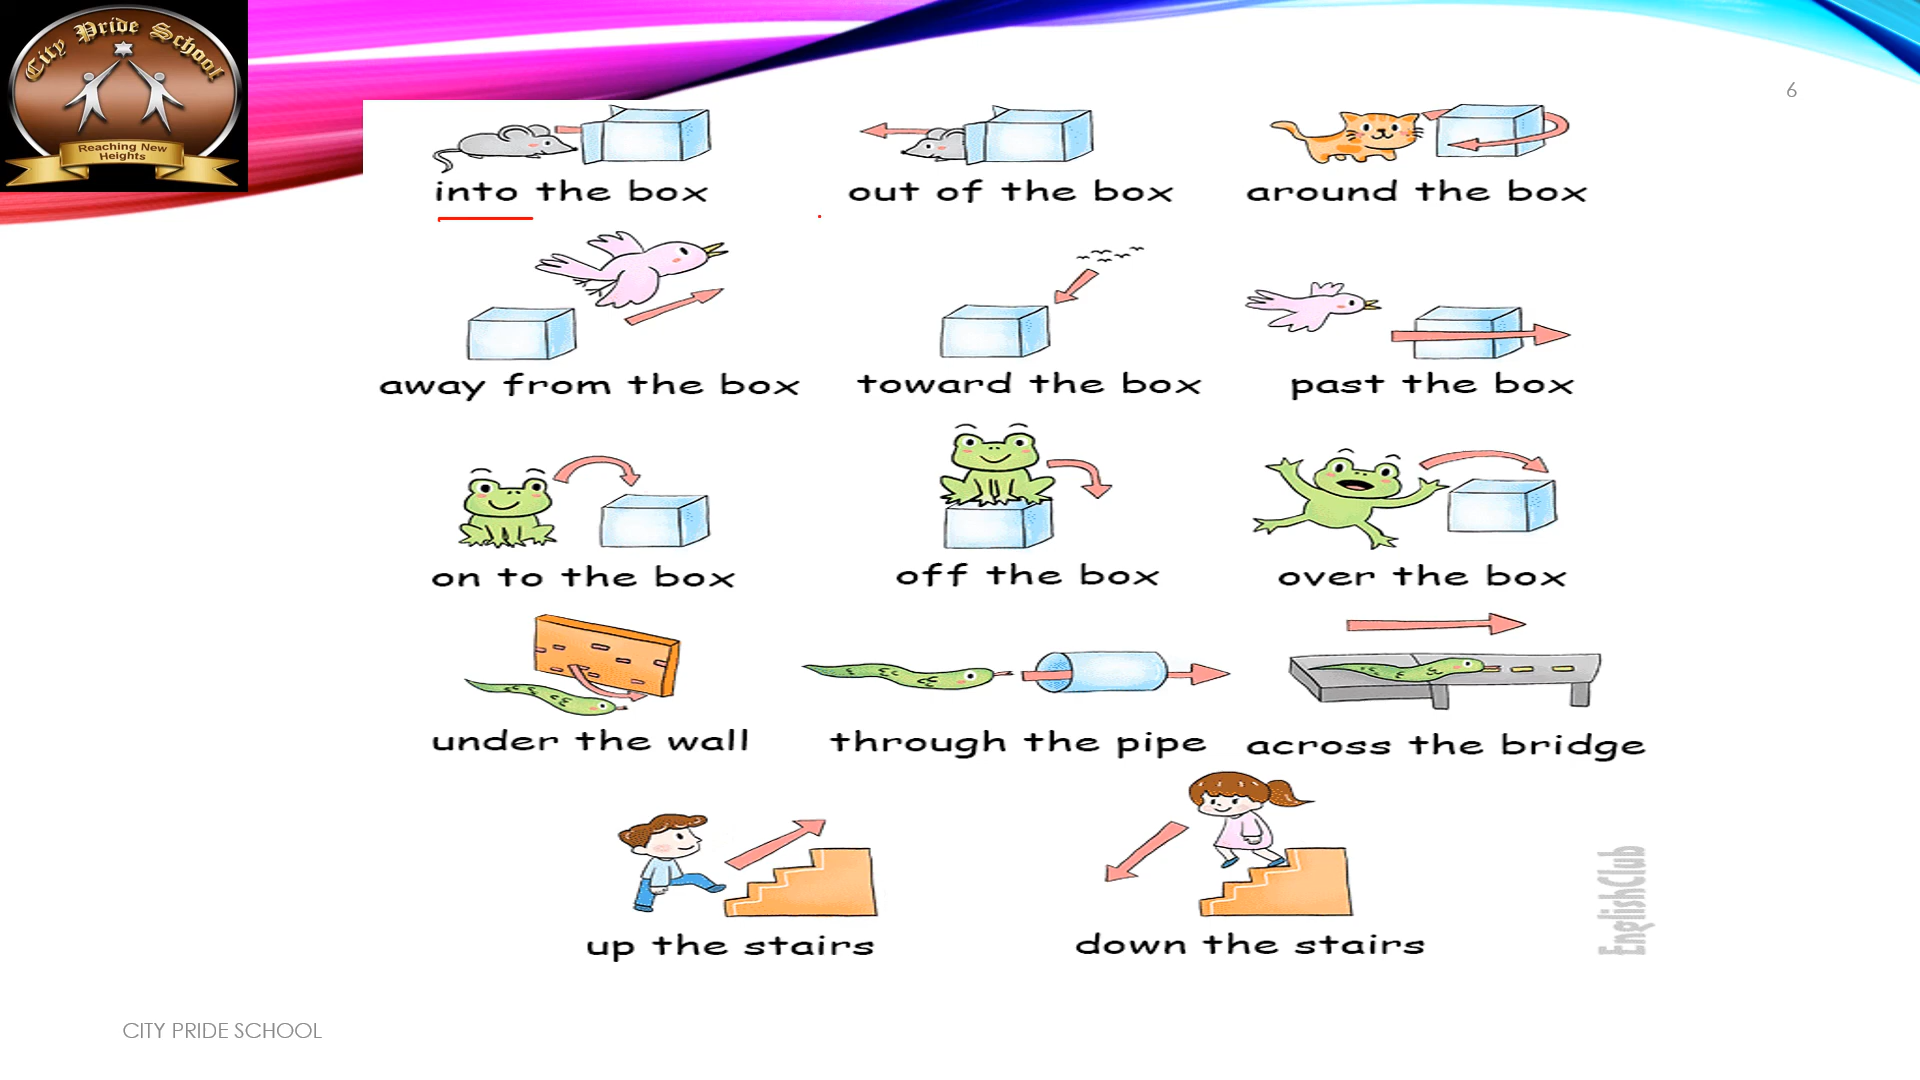 City Pride School
Reaching New
Heights
6
into the box
out of the box
around the box
away from the box
toward the box
past the box
on to the box
off the box
over the box
under the wall
through the pipe
across the bridge
up the stairs
down the stairs
EnglishClub
CITY PRIDE SCHOOL